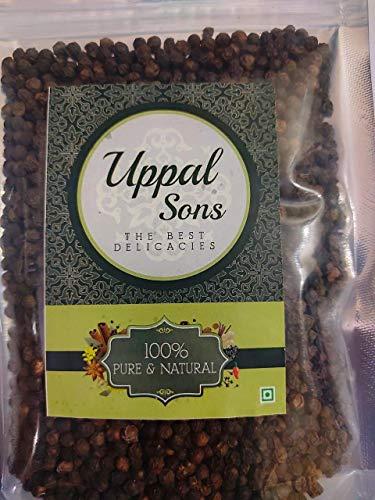 Uppal
Sons
THE BEST
DELICACIES
100%
PURE & NATURAL